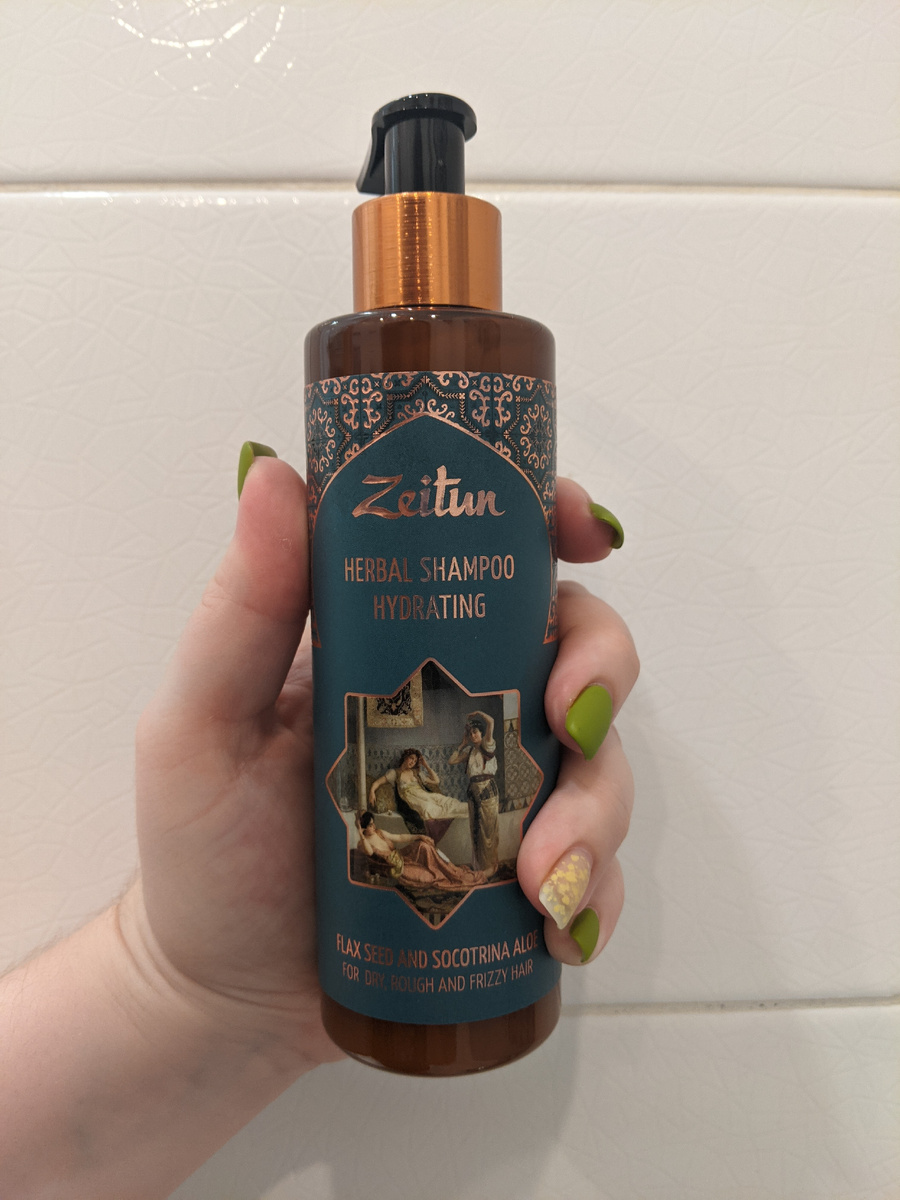 Zeitun
HERBAL SHAMPOO
HYDRATING
FLAX SEED AND SOCOTRINA ALOE
FOR DRY, ROUGH AND FRIZZY HAIR